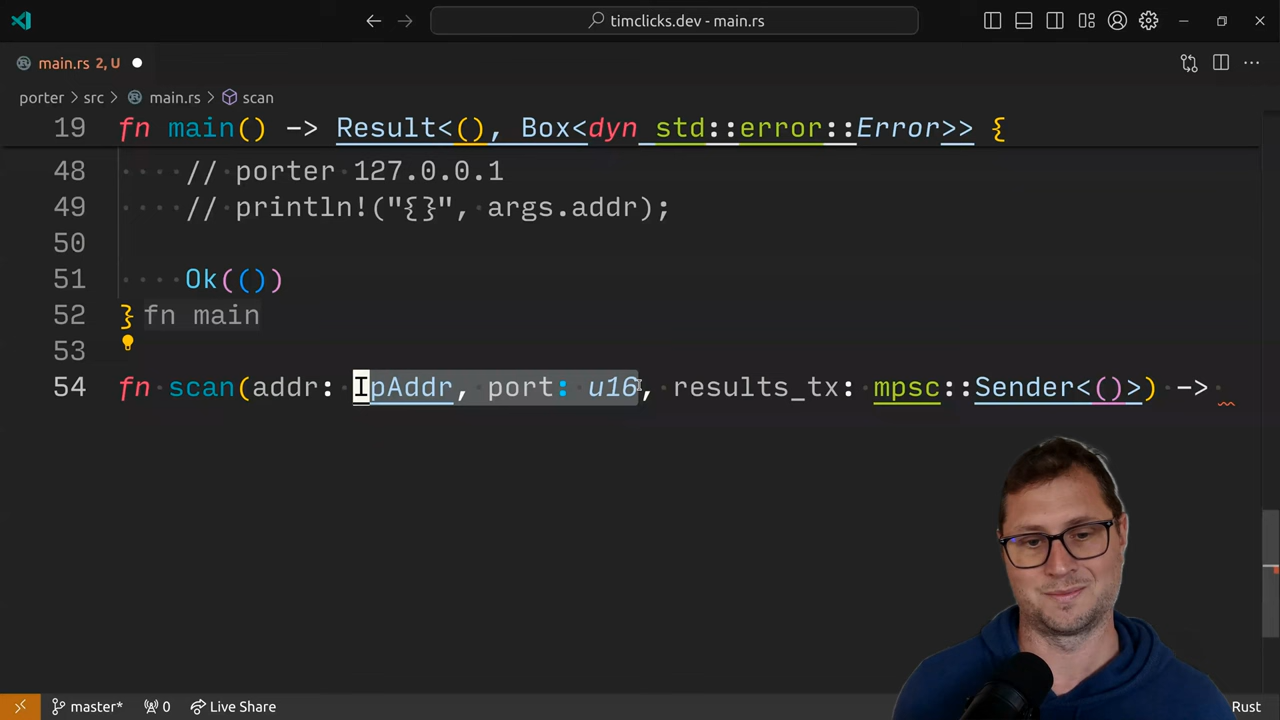 timclicks.dev - main.rs
main.rs 2, U
porter > src > main.rs > scan
19 fn main() -> Result<(), Box<dyn std::error::Error>> {
48 // porter 127.0.0.1
49 // println!("{}", args.addr);
50
51 Ok(())
52 } fn main
53
54 fn scan(addr: IpAddr, port: u16, results_tx: mpsc::Sender<()>) ->
master* 0 Live Share Rust